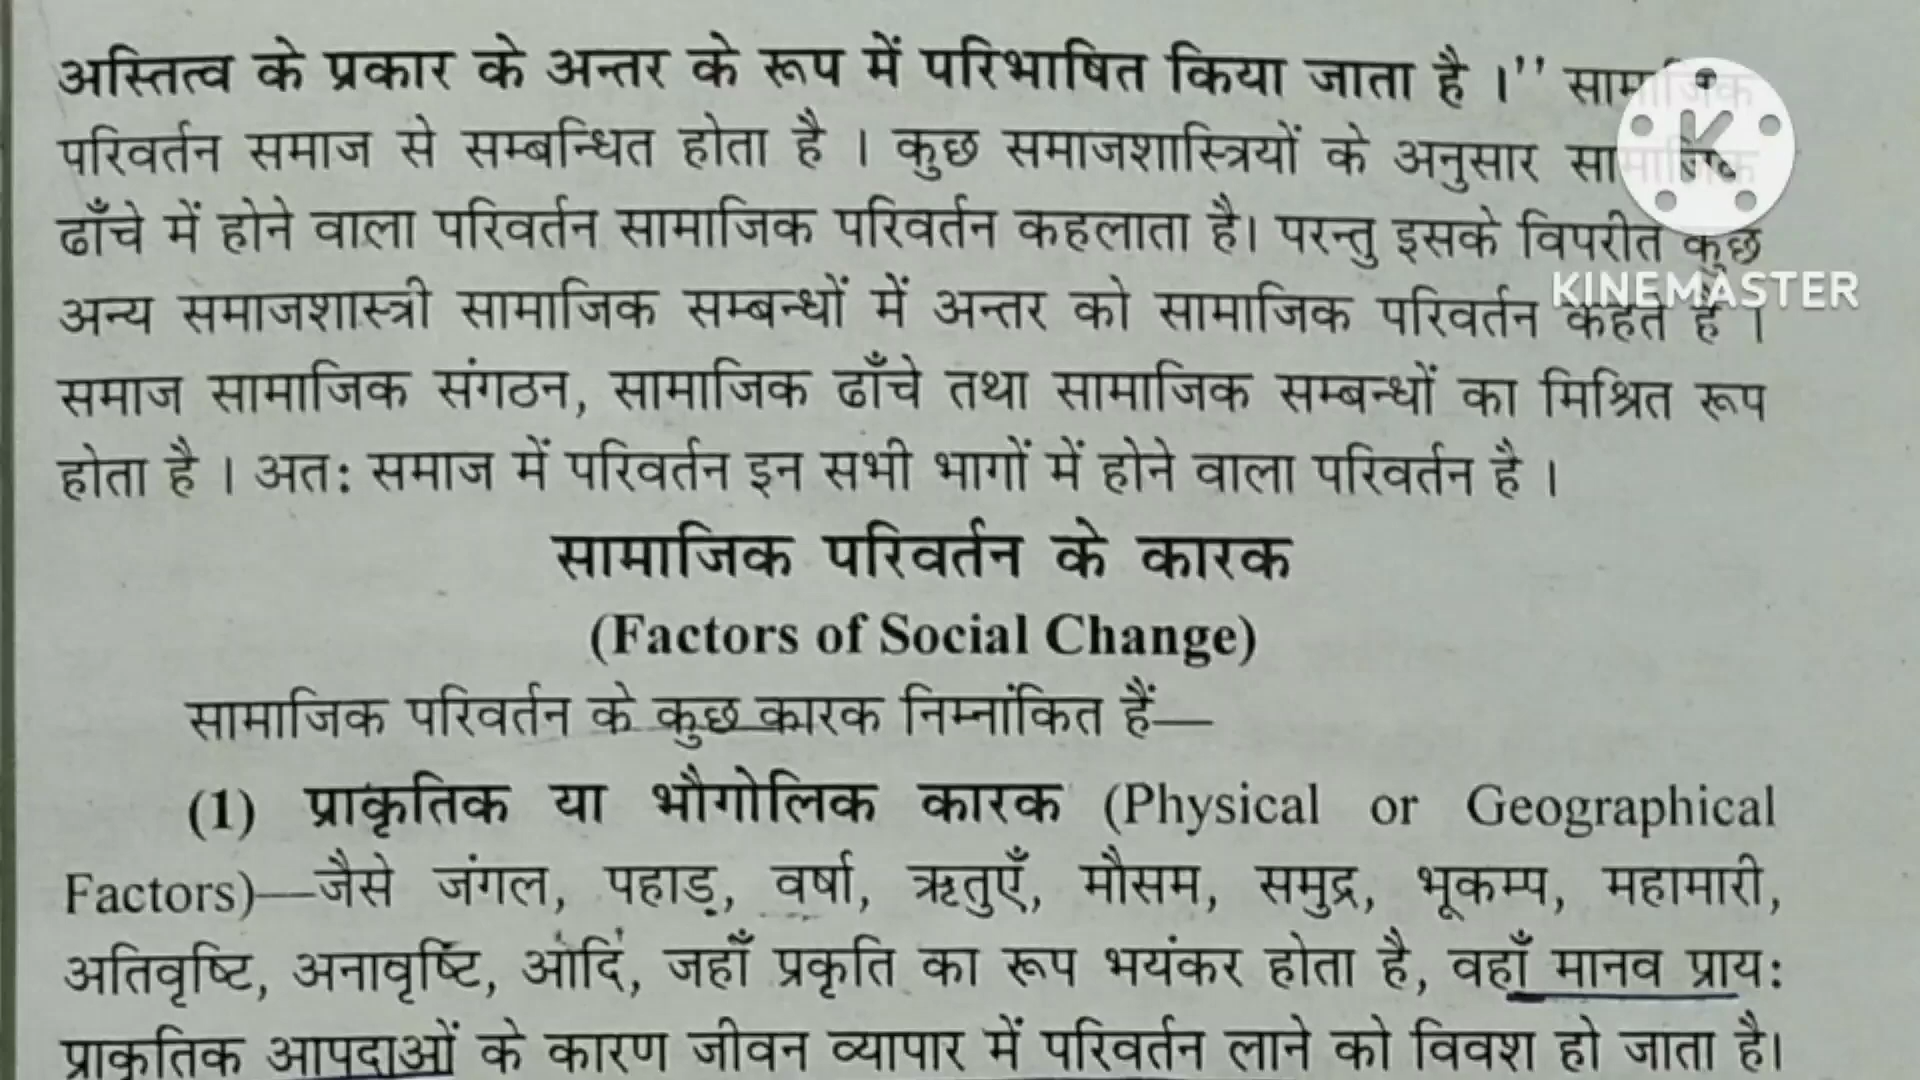 अस्तित्व के प्रकार के अन्तर के रूप में परिभाषित किया जाता है ।'' सामाजिक
परिवर्तन समाज से सम्बन्धित होता है । कुछ समाजशास्त्रियों के अनुसार सामाजिक
ढाँचे में होने वाला परिवर्तन सामाजिक परिवर्तन कहलाता है। परन्तु इसके विपरीत कुछ
अन्य समाजशास्त्री सामाजिक सम्बन्धों में अन्तर को सामाजिक परिवर्तन कहते हैं ।
समाज सामाजिक संगठन, सामाजिक ढाँचे तथा सामाजिक सम्बन्धों का मिश्रित रूप
होता है । अतः समाज में परिवर्तन इन सभी भागों में होने वाला परिवर्तन है ।
सामाजिक परिवर्तन के कारक
(Factors of Social Change)
सामाजिक परिवर्तन के कुछ कारक निम्नांकित हैं—
(1) प्राकृतिक या भौगोलिक कारक (Physical or Geographical
Factors)—जैसे जंगल, पहाड़, वर्षा, ऋतुएँ, मौसम, समुद्र, भूकम्प, महामारी,
अतिवृष्टि, अनावृष्टि, आदि, जहाँ प्रकृति का रूप भयंकर होता है, वहाँ मानव प्रायः
प्राकृतिक आपदाओं के कारण जीवन व्यापार में परिवर्तन लाने को विवश हो जाता है।
K
KINEMASTER